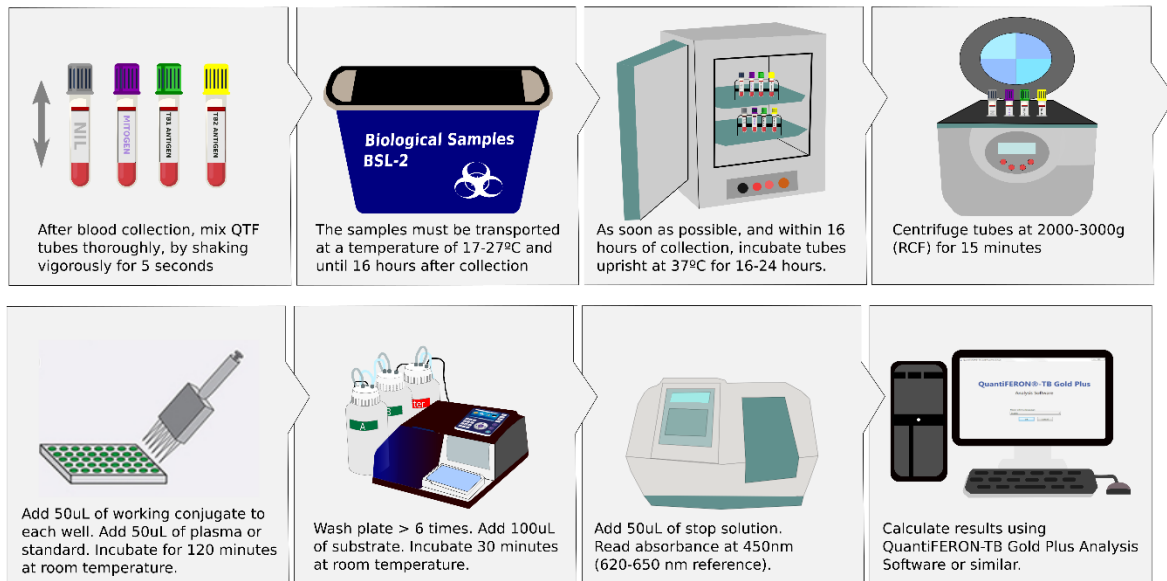 NIL
MITOGEN
TB1 ANTIGEN
TB2 ANTIGEN
After blood collection, mix QTF
tubes thoroughly, by shaking
vigorously for 5 seconds
Biological Samples
BSL-2
The samples must be transported
at a temperature of 17-27ºC and
until 16 hours after collection
As soon as possible, and within 16
hours of collection, incubate tubes
uprisht at 37ºC for 16-24 hours.
Centrifuge tubes at 2000-3000g
(RCF) for 15 minutes
Add 50uL of working conjugate to
each well. Add 50uL of plasma or
standard. Incubate for 120 minutes
at room temperature.
A
B
Wash plate > 6 times. Add 100uL
of substrate. Incubate 30 minutes
at room temperature.
Add 50uL of stop solution.
Read absorbance at 450nm
(620-650 nm reference).
QuantiFERON®-TB Gold Plus
Analysis Software
Calculate results using
QuantiFERON-TB Gold Plus Analysis
Software or similar.